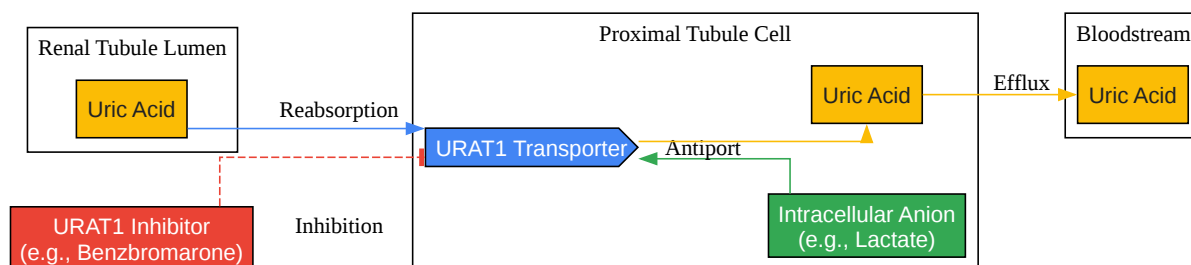 Renal Tubule Lumen
Uric Acid
Reabsorption
Proximal Tubule Cell
URAT1 Transporter
Uric Acid
Antiport
Efflux
Bloodstream
Uric Acid
URAT1 Inhibitor
(e.g., Benzbromarone)
Inhibition
Intracellular Anion
(e.g., Lactate)